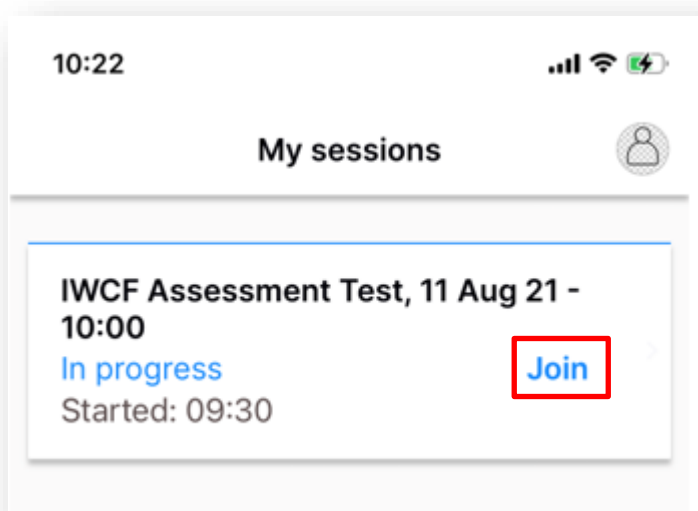 10:22
My sessions
IWCF Assessment Test, 11 Aug 21 -
10:00
In progress
Join
Started: 09:30